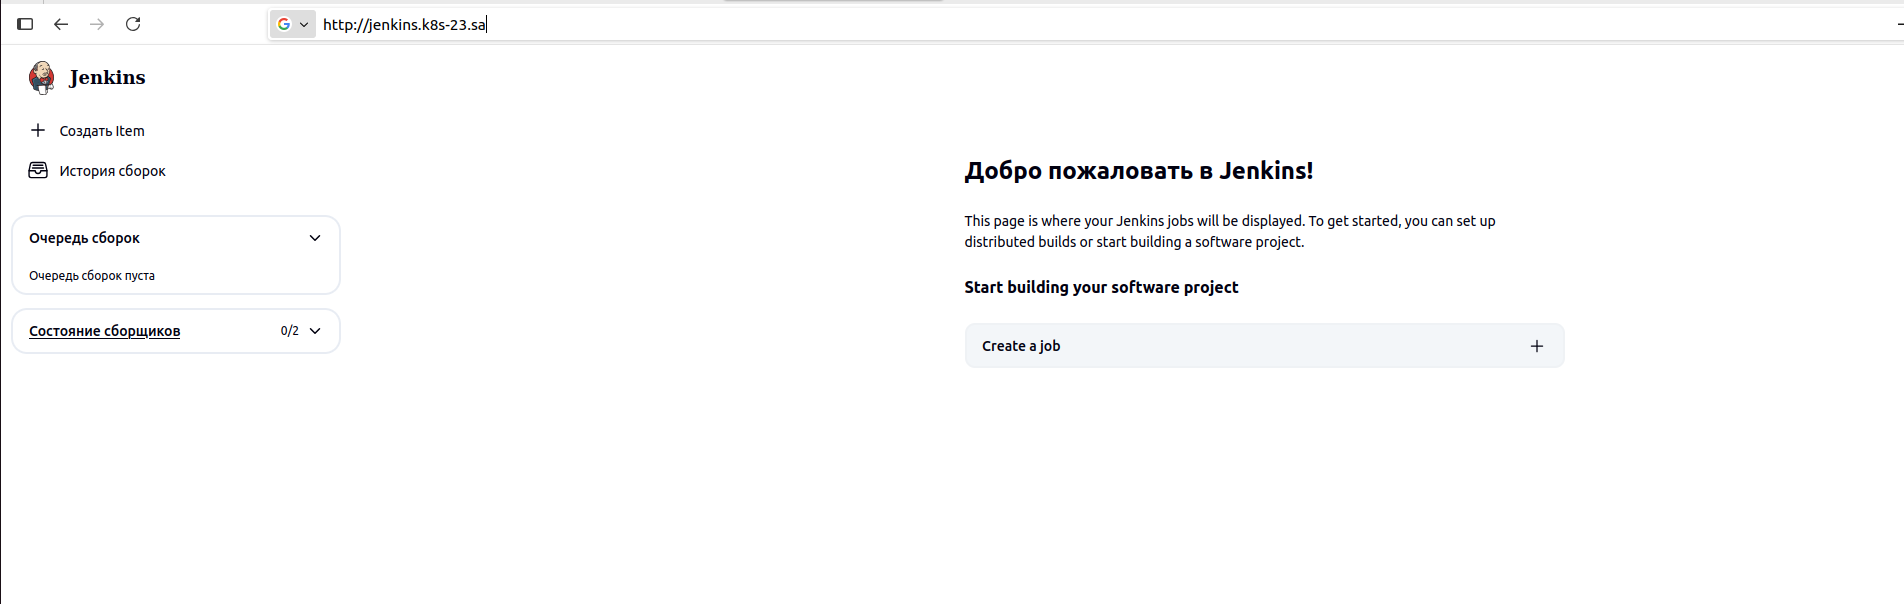 http://jenkins.k8s-23.sa
Jenkins
Создать Item
История сборок
Очередь сборок
Очередь сборок пуста
Состояние сборщиков 0/2
Добро пожаловать в Jenkins!
This page is where your Jenkins jobs will be displayed. To get started, you can set up
distributed builds or start building a software project.
Start building your software project
Create a job